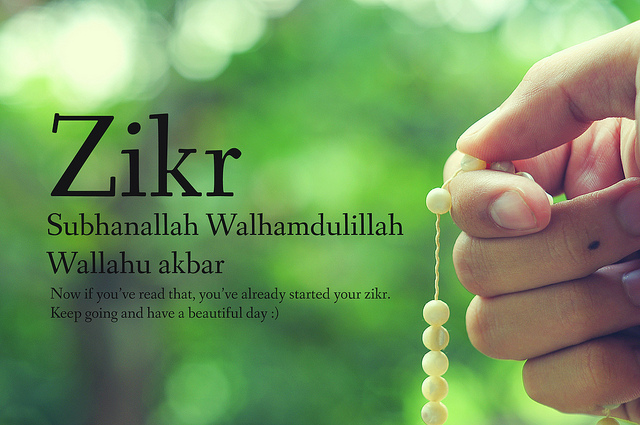 Zikr
Subhanallah Walhamdulillah
Wallahu akbar
Now if you've read that, you've already started your zikr.
Keep going and have a beautiful day :)